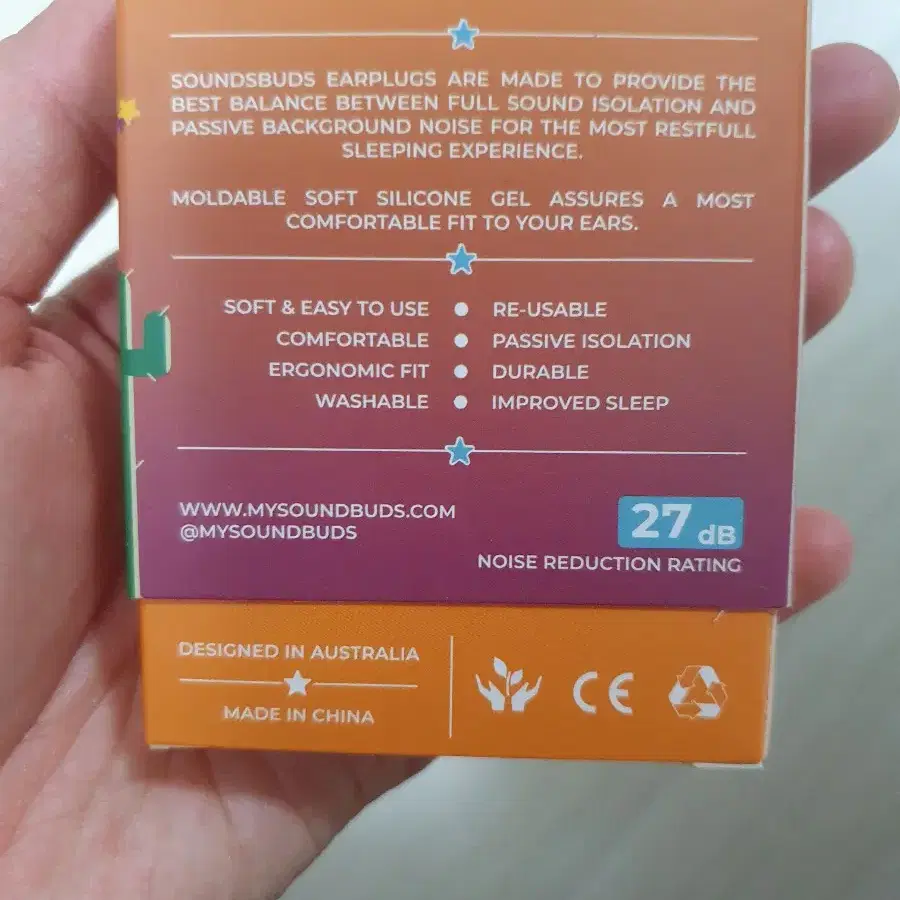 SOUNDSBUDS EARPLUGS ARE MADE TO PROVIDE THE
BEST BALANCE BETWEEN FULL SOUND ISOLATION AND
PASSIVE BACKGROUND NOISE FOR THE MOST RESTFULL
SLEEPING EXPERIENCE.
MOLDABLE SOFT SILICONE GEL ASSURES A MOST
COMFORTABLE FIT TO YOUR EARS.
SOFT & EASY TO USE ● RE-USABLE
COMFORTABLE ● PASSIVE ISOLATION
ERGONOMIC FIT ● DURABLE
WASHABLE ● IMPROVED SLEEP
WWW.MYSOUNDBUDS.COM
@MYSOUNDBUDS
27 dB
NOISE REDUCTION RATING
DESIGNED IN AUSTRALIA
MADE IN CHINA
CE